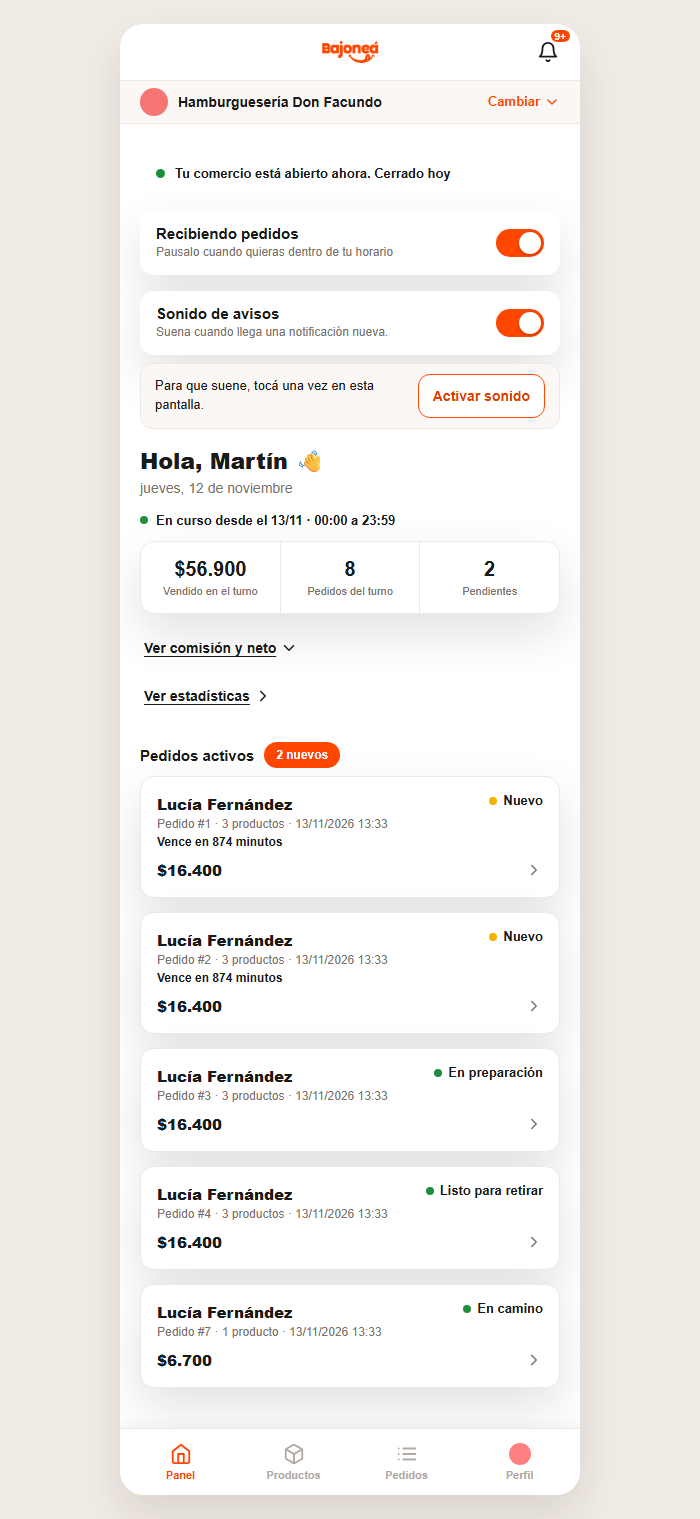 Bajoneá
9+
Hamburguesería Don Facundo
Cambiar
Tu comercio está abierto ahora. Cerrado hoy
Recibiendo pedidos
Pausalo cuando quieras dentro de tu horario
Sonido de avisos
Suena cuando llega una notificación nueva.
Para que suene, tocá una vez en esta
pantalla.
Activar sonido
Hola, Martín 👋
jueves, 12 de noviembre
En curso desde el 13/11 · 00:00 a 23:59
$56.900
Vendido en el turno
8
Pedidos del turno
2
Pendientes
Ver comisión y neto
Ver estadísticas
Pedidos activos
2 nuevos
Lucía Fernández
Nuevo
Pedido #1 · 3 productos · 13/11/2026 13:33
Vence en 874 minutos
$16.400
Lucía Fernández
Nuevo
Pedido #2 · 3 productos · 13/11/2026 13:33
Vence en 874 minutos
$16.400
Lucía Fernández
En preparación
Pedido #3 · 3 productos · 13/11/2026 13:33
$16.400
Lucía Fernández
Listo para retirar
Pedido #4 · 3 productos · 13/11/2026 13:33
$16.400
Lucía Fernández
En camino
Pedido #7 · 1 producto · 13/11/2026 13:33
$6.700
Panel
Productos
Pedidos
Perfil